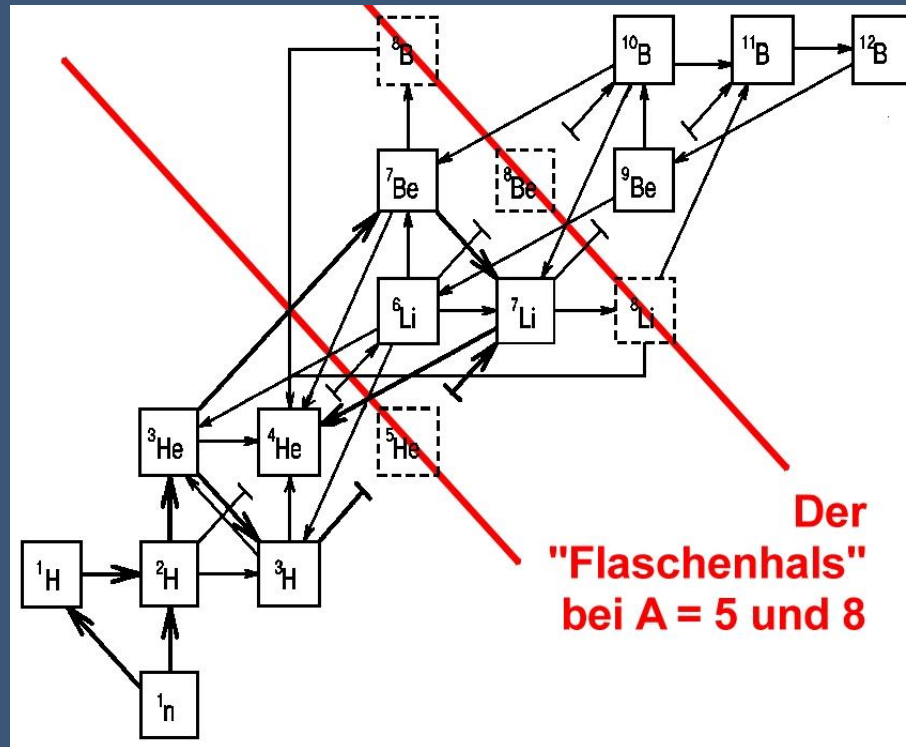 ⁸B
¹⁰B
¹¹B
¹²B
⁷Be
⁸Be
⁹Be
⁶Li
⁷Li
⁸Li
³He
⁴He
⁵He
¹H
²H
³H
¹n
Der
"Flaschenhals"
bei A = 5 und 8